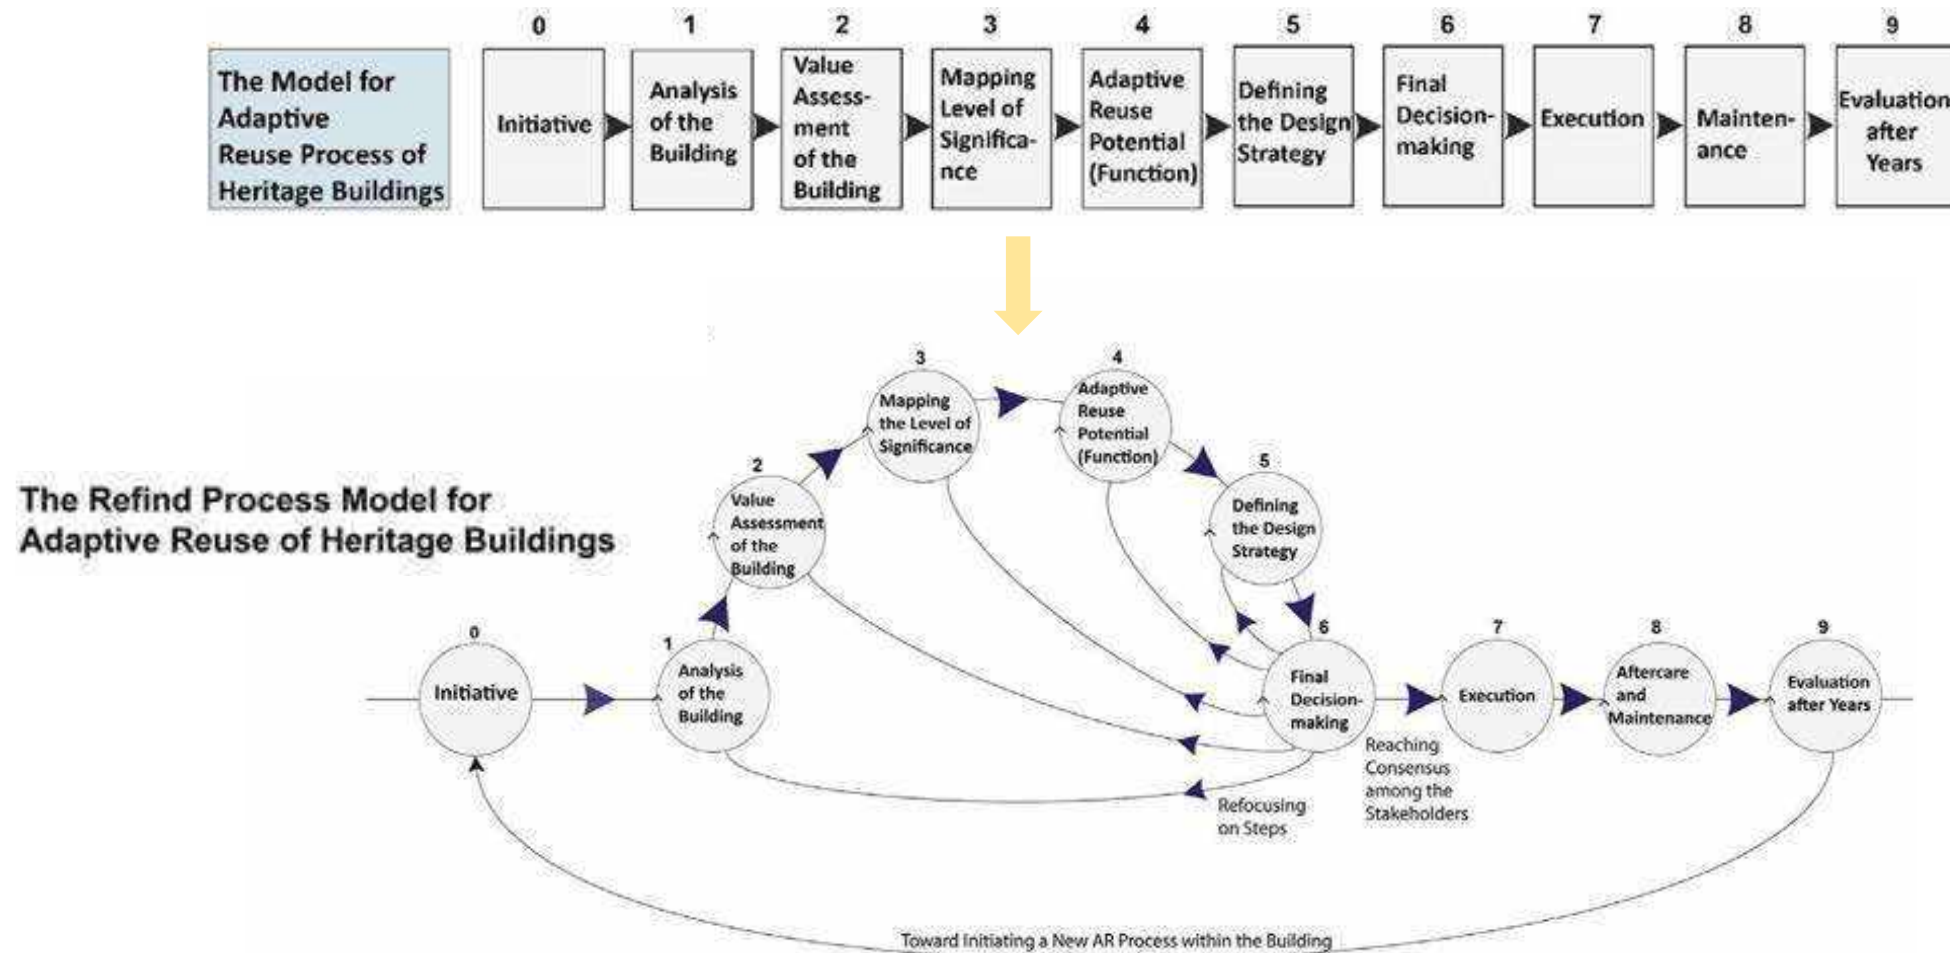 0 1 2 3 4 5 6 7 8 9
The Model for
Adaptive
Reuse Process of
Heritage Buildings
Initiative
Analysis
of the
Building
Value
Assess-
ment
of the
Building
Mapping
Level of
Significa-
nce
Adaptive
Reuse
Potential
(Function)
Defining
the Design
Strategy
Final
Decision-
making
Execution
Mainten-
ance
Evaluation
after
Years
The Refind Process Model for
Adaptive Reuse of Heritage Buildings
0
Initiative
1
Analysis
of the
Building
2
Value
Assessment
of the
Building
3
Mapping
the Level of
Significance
4
Adaptive
Reuse
Potential
(Function)
5
Defining
the Design
Strategy
6
Final
Decision-
making
7
Execution
8
Aftercare
and
Maintenance
9
Evaluation
after Years
Reaching
Consensus
among the
Stakeholders
Refocusing
on Steps
Toward Initiating a New AR Process within the Building